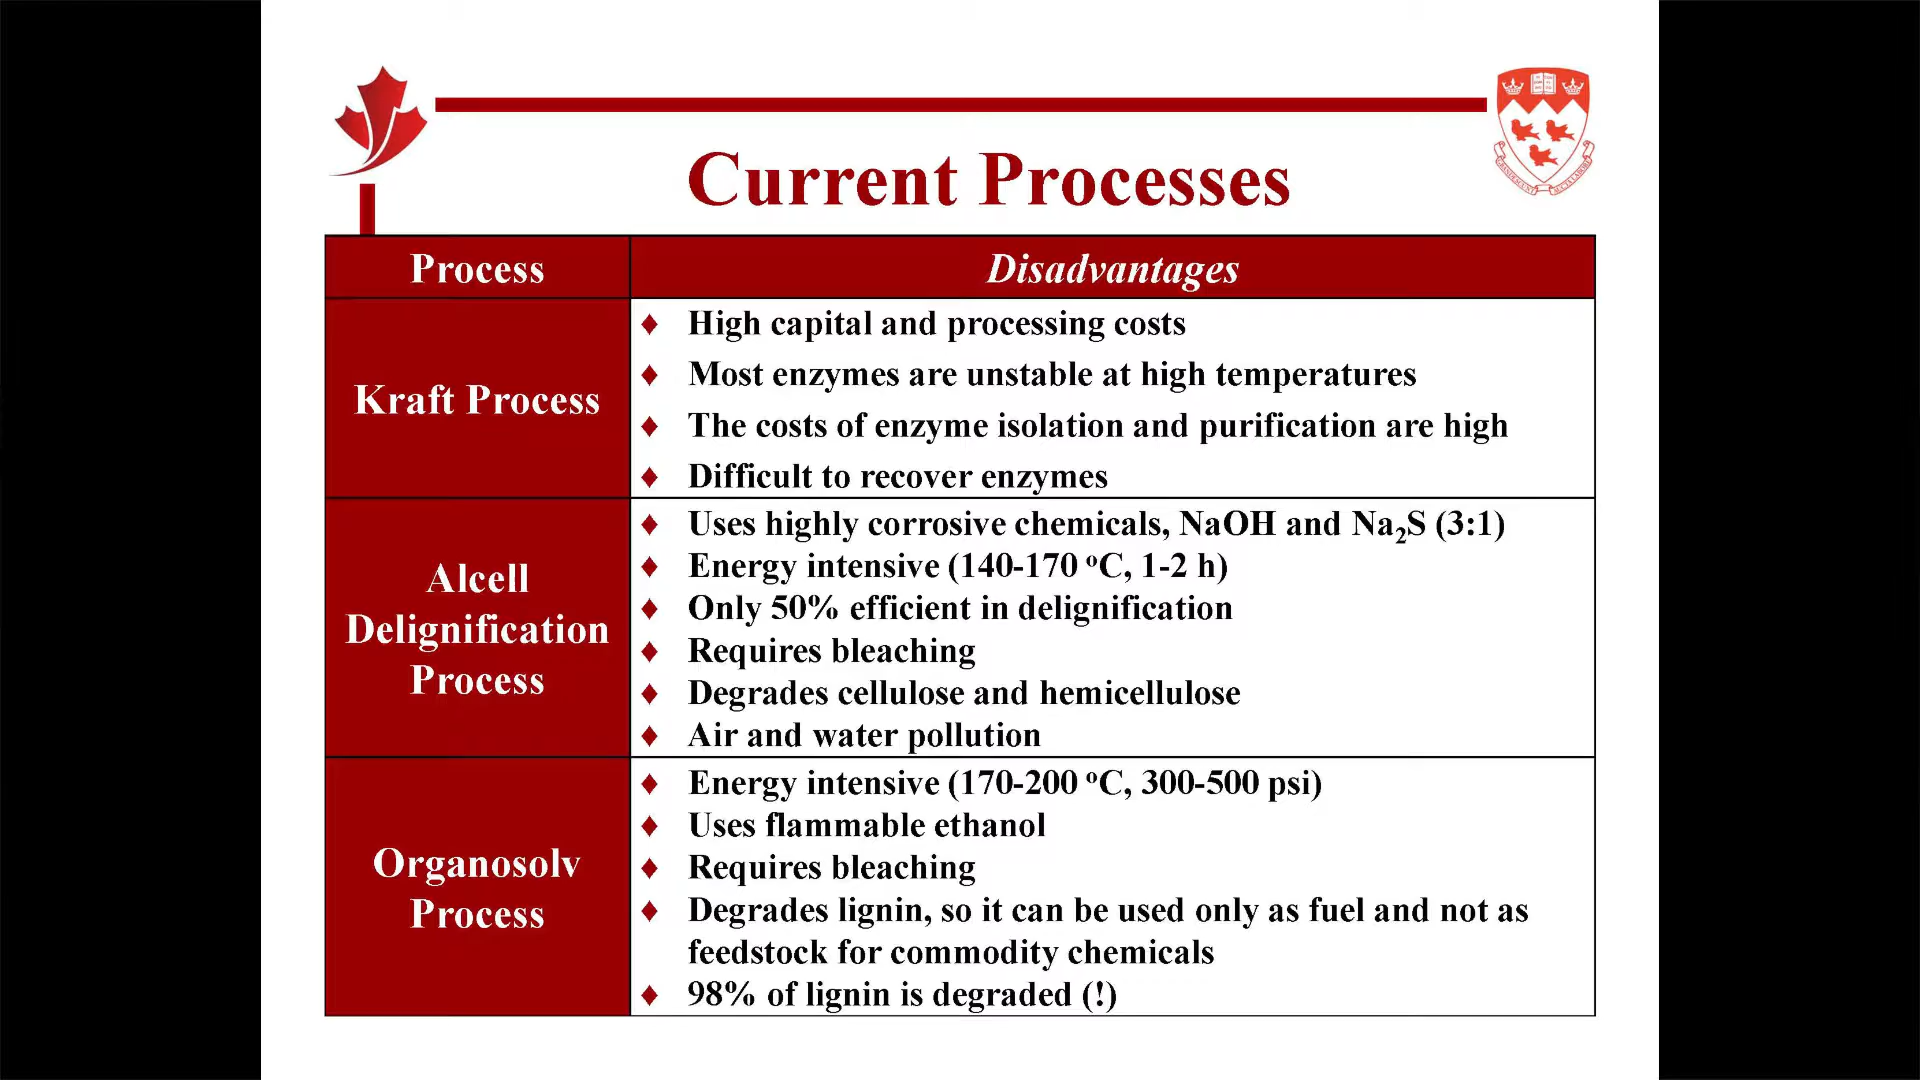 Current Processes
Process
Disadvantages
Kraft Process
♦ High capital and processing costs
♦ Most enzymes are unstable at high temperatures
♦ The costs of enzyme isolation and purification are high
♦ Difficult to recover enzymes
Alcell
Delignification
Process
♦ Uses highly corrosive chemicals, NaOH and Na₂S (3:1)
♦ Energy intensive (140-170 ºC, 1-2 h)
♦ Only 50% efficient in delignification
♦ Requires bleaching
♦ Degrades cellulose and hemicellulose
♦ Air and water pollution
Organosolv
Process
♦ Energy intensive (170-200 ºC, 300-500 psi)
♦ Uses flammable ethanol
♦ Requires bleaching
♦ Degrades lignin, so it can be used only as fuel and not as
feedstock for commodity chemicals
♦ 98% of lignin is degraded (!)